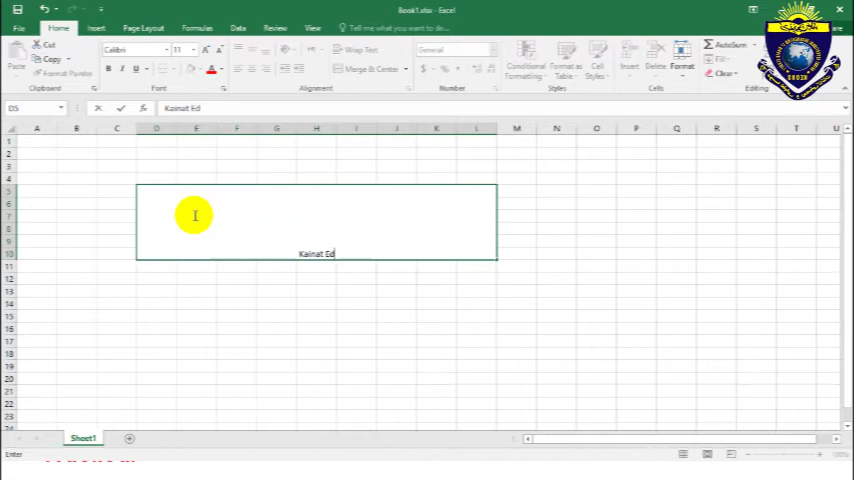 Book1.xlsx - Excel
File Home Insert Page Layout Formulas Data Review View Tell me what you want to do...
Cut
Copy
Format Painter
Paste
Clipboard
Calibri 11
B I U A
Font
Wrap Text
Merge & Center
Alignment
General
$ % ,
Number
Conditional Formatting
Format as Table
Cell Styles
Styles
Insert Delete Format
Cells
AutoSum
Fill
Clear
Editing
D5 fx Kainat Ed
A B C D E F G H I J K L M N O P Q R S T U
1
2
3
4
5
6
7
8
9
10 Kainat Ed
11
12
13
14
15
16
17
18
19
20
21
22
23
24
Sheet1
Enter 100%